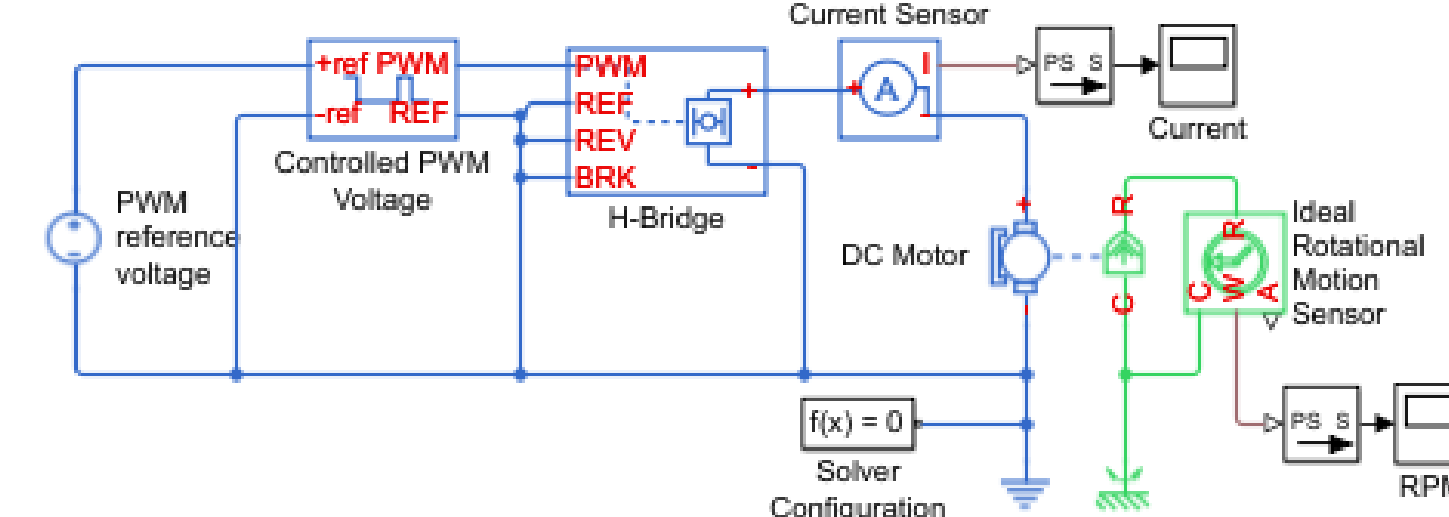 Current Sensor
+ref PWM
-ref REF
Controlled PWM
Voltage
PWM
reference
voltage
PWM
REF
REV
BRK
+
-
H-Bridge
+
A
I
-
PS S
Current
+
DC Motor
-
R
C
R
C
W
A
Ideal
Rotational
Motion
Sensor
PS S
RPM
f(x) = 0
Solver
Configuration